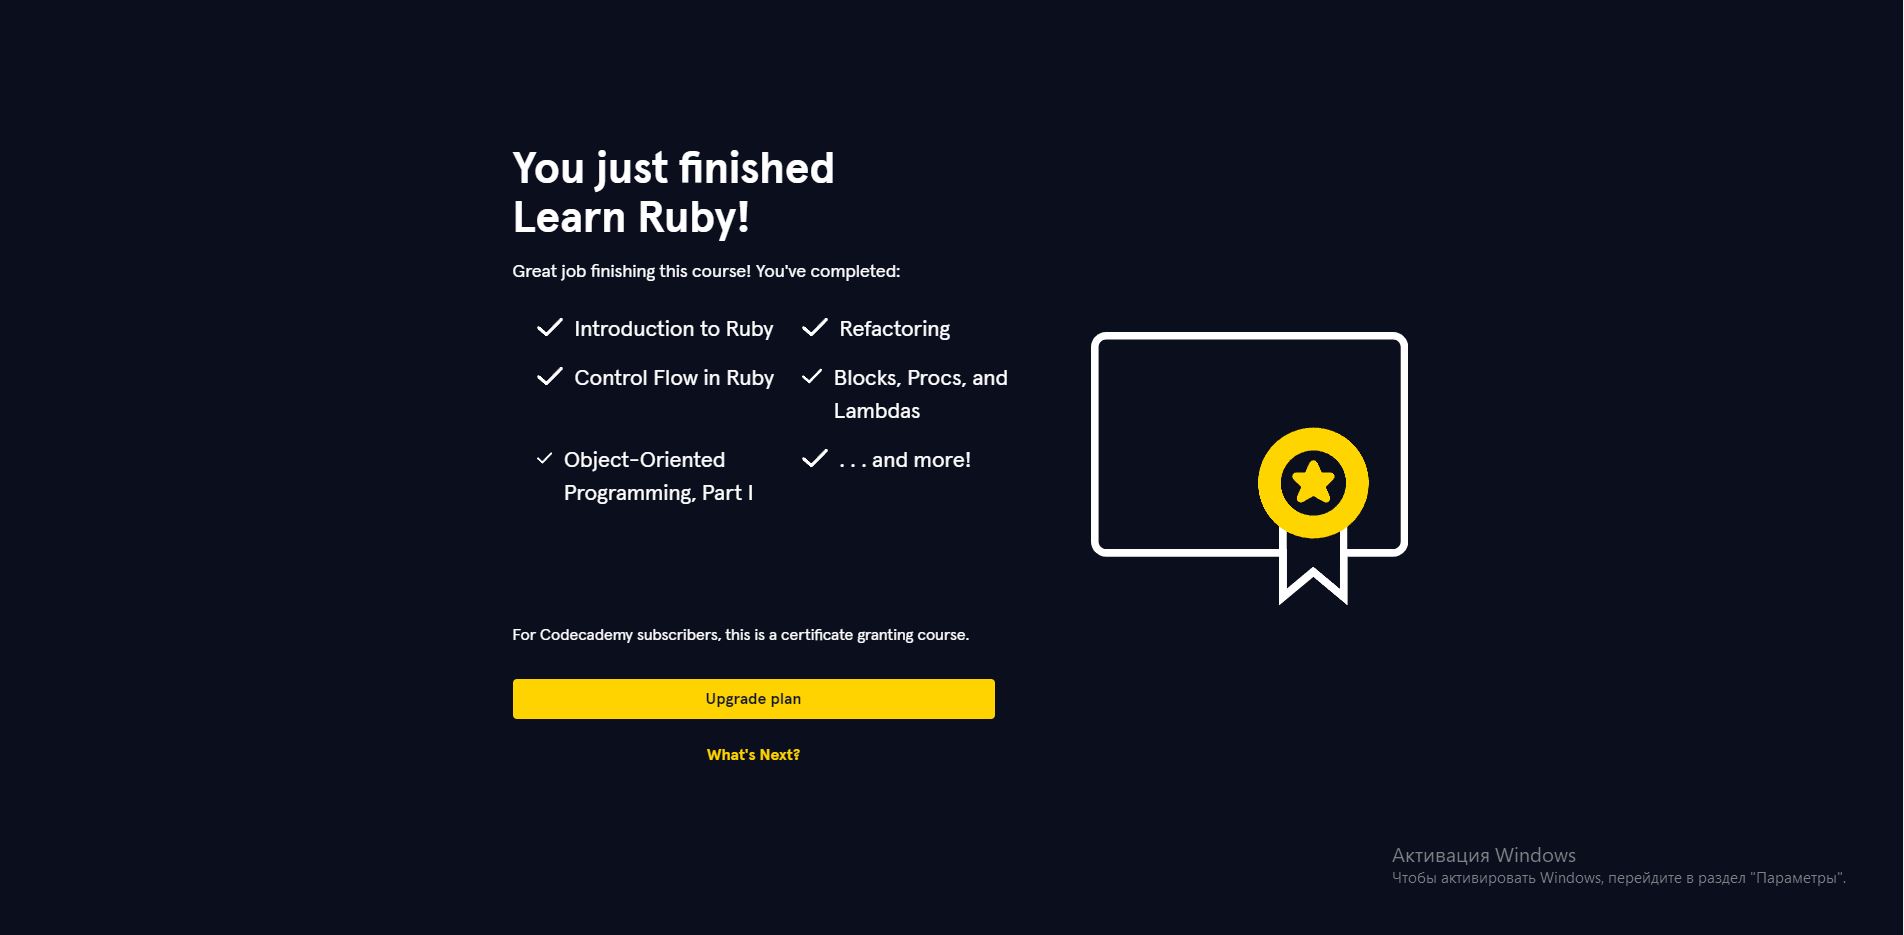 You just finished
Learn Ruby!
Great job finishing this course! You've completed:
Introduction to Ruby
Refactoring
Control Flow in Ruby
Blocks, Procs, and
Lambdas
Object-Oriented
Programming, Part I
. . . and more!
For Codecademy subscribers, this is a certificate granting course.
Upgrade plan
What's Next?
Активация Windows
Чтобы активировать Windows, перейдите в раздел "Параметры".